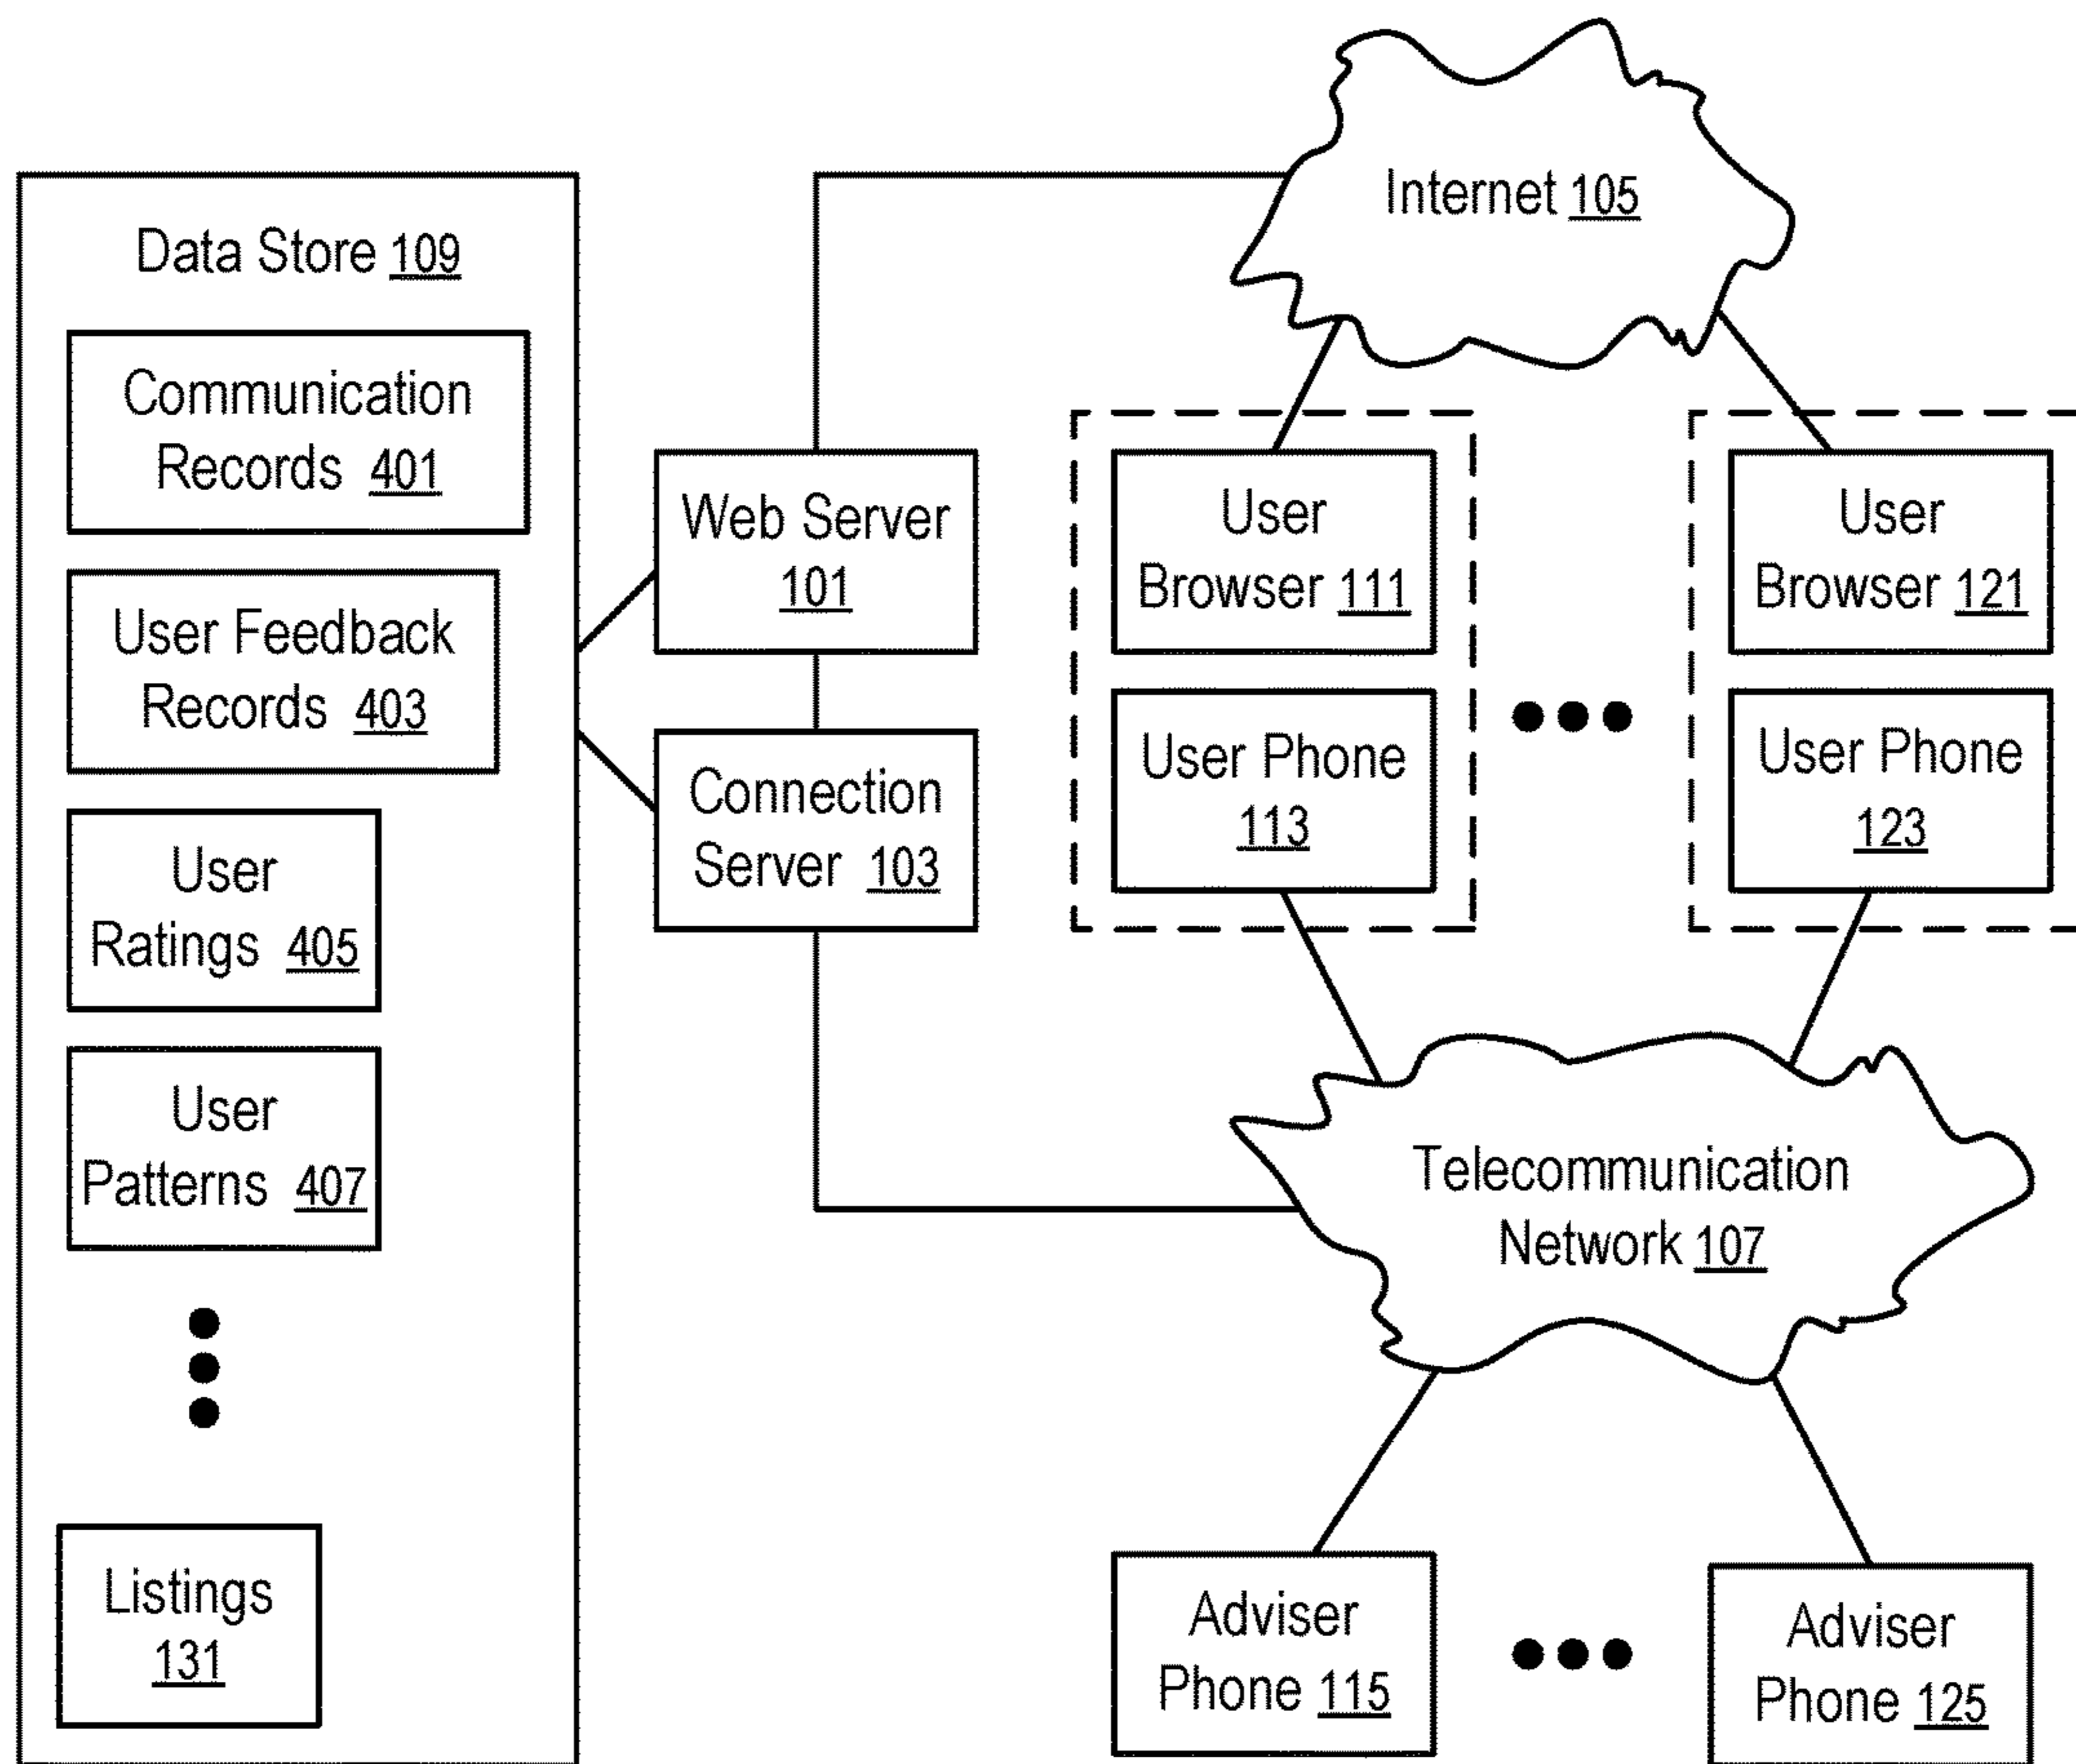 Data Store 109
Communication
Records 401
User Feedback
Records 403
User
Ratings 405
User
Patterns 407
Listings
131
Web Server
101
Connection
Server 103
Internet 105
User
Browser 111
User Phone
113
User
Browser 121
User Phone
123
Telecommunication
Network 107
Adviser
Phone 115
Adviser
Phone 125